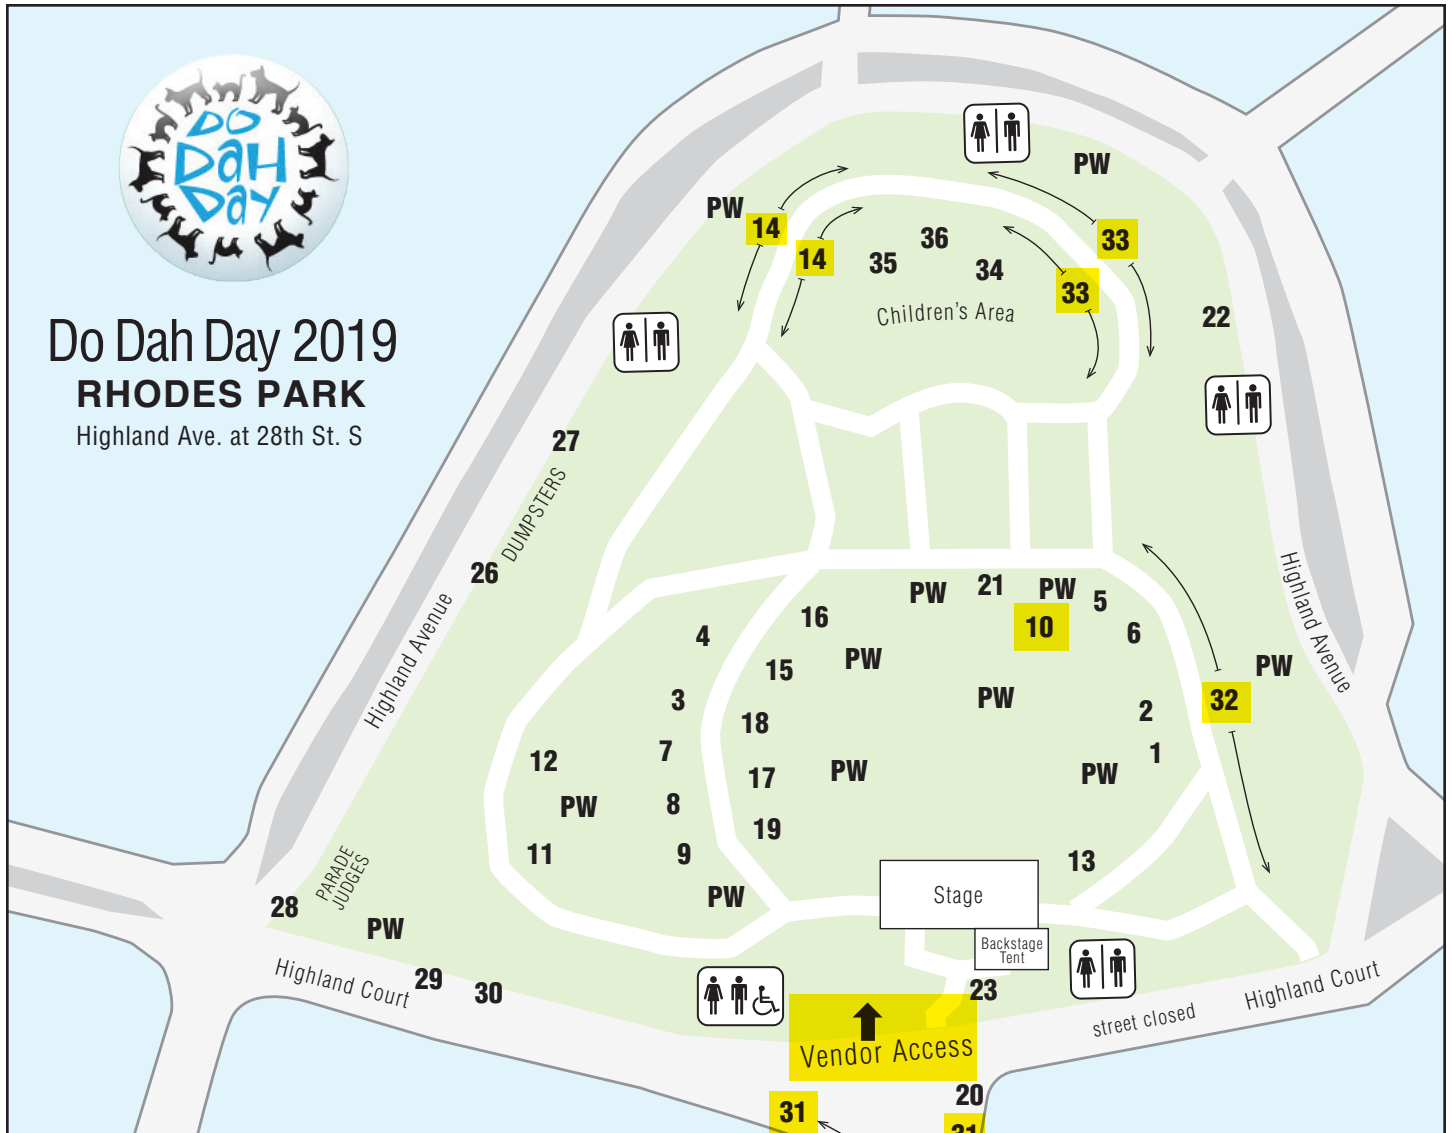 DO
DaH
Day
Do Dah Day 2019
RHODES PARK
Highland Ave. at 28th St. S
PW
PW
14
33
14
36
35
34
33
Children's Area
22
27
DUMPSTERS
26
Highland Avenue
Highland Avenue
PW
21
PW
5
10
16
6
4
PW
15
PW
3
PW
32
18
2
7
1
12
17
PW
PW
PW
8
19
11
9
13
PARADE
JUDGES
PW
Stage
28
PW
Backstage
Tent
Highland Court
29
30
23
Highland Court
street closed
Vendor Access
20
31
31